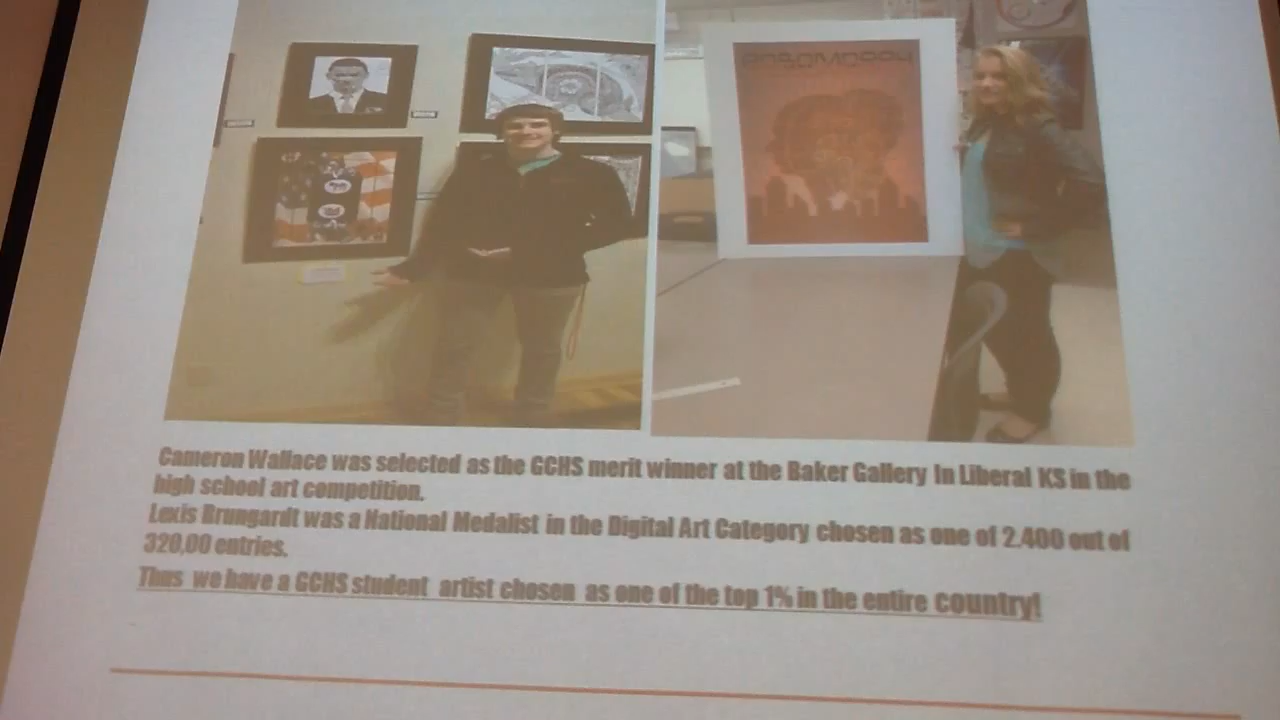 Cameron Wallace was selected as the GCHS merit winner at the Baker Gallery In Liberal KS in the
high school art competition.
Lexis Brungardt was a National Medalist in the Digital Art Category chosen as one of 2.400 out of
320,00 entries.
Thus we have a GCHS student artist chosen as one of the top 1% in the entire country!